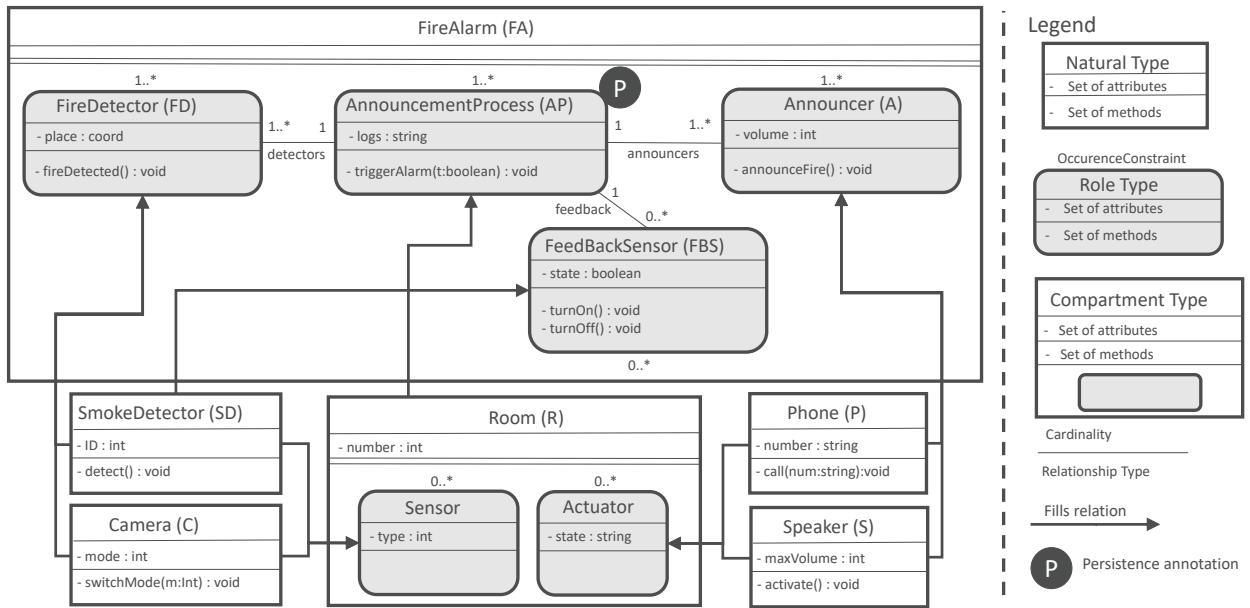 FireAlarm (FA)
1..*
FireDetector (FD)
- place : coord
- fireDetected() : void
1..*
1
detectors
1..*
P
AnnouncementProcess (AP)
- logs : string
- triggerAlarm(t:boolean) : void
1
1..*
announcers
1..*
Announcer (A)
- volume : int
- announceFire() : void
1
feedback
0..*
FeedBackSensor (FBS)
- state : boolean
- turnOn() : void
- turnOff() : void
0..*
SmokeDetector (SD)
- ID : int
- detect() : void
Camera (C)
- mode : int
- switchMode(m:Int) : void
Room (R)
- number : int
0..*
Sensor
- type : int
0..*
Actuator
- state : string
Phone (P)
- number : string
- call(num:string):void
Speaker (S)
- maxVolume : int
- activate() : void
Legend
Natural Type
- Set of attributes
- Set of methods
OccurenceConstraint
Role Type
- Set of attributes
- Set of methods
Compartment Type
- Set of attributes
- Set of methods
Cardinality
Relationship Type
Fills relation
P
Persistence annotation